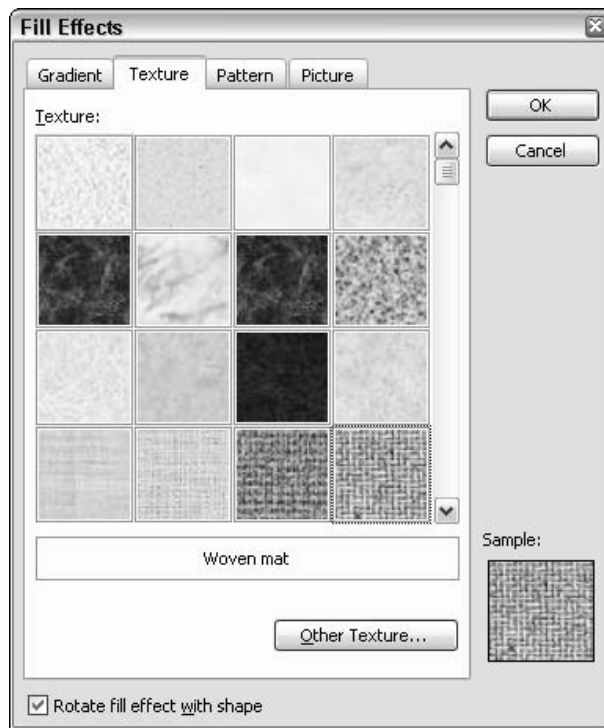 Fill Effects
Gradient Texture Pattern Picture
Texture:
OK
Cancel
Woven mat
Sample:
Other Texture...
Rotate fill effect with shape